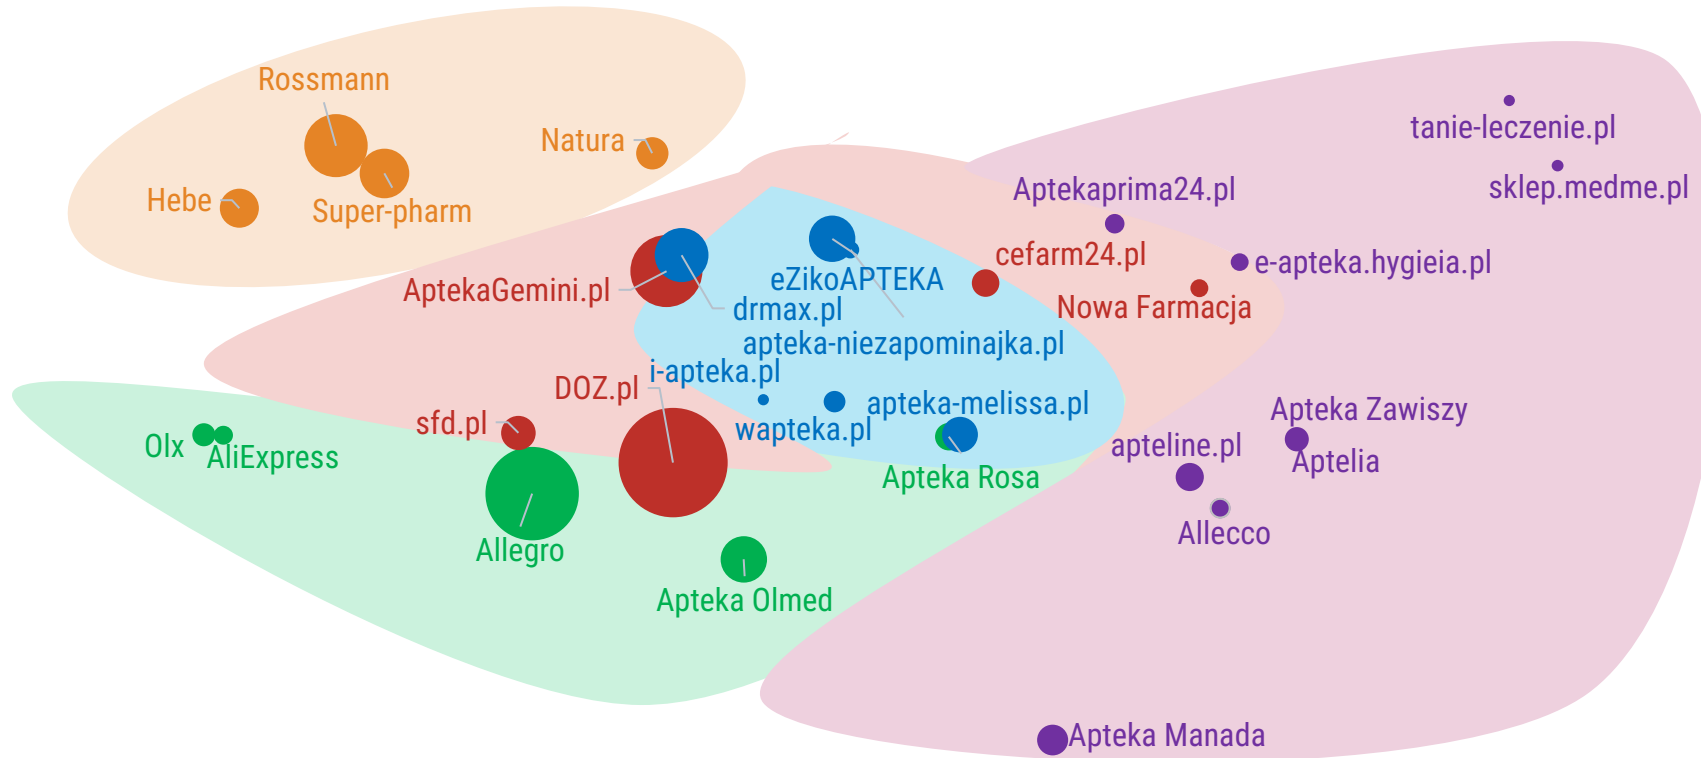 Rossmann
Natura
Hebe
Super-pharm
tanie-leczenie.pl
sklep.medme.pl
Aptekaprima24.pl
cefarm24.pl
e-apteka.hygieia.pl
Nowa Farmacja
AptekaGemini.pl
eZikoAPTEKA
drmax.pl
apteka-niezapominajka.pl
i-apteka.pl
DOZ.pl
sfd.pl
wapteka.pl
apteka-melissa.pl
Apteka Zawiszy
Aptelia
apteline.pl
Allecco
Olx
AliExpress
Apteka Rosa
Allegro
Apteka Olmed
Apteka Manada